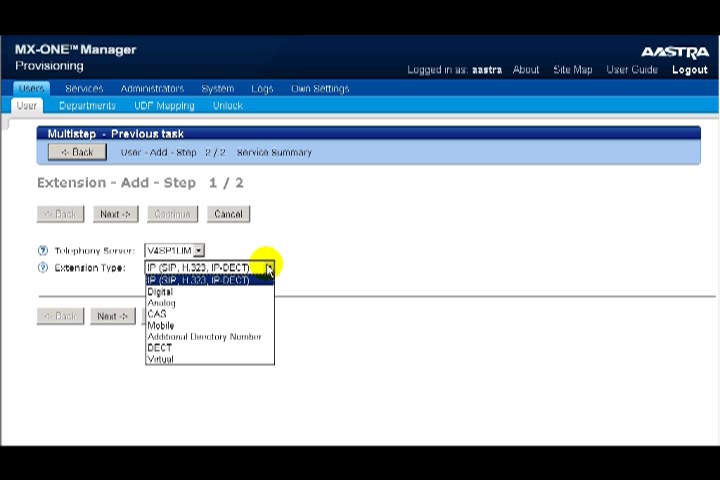 MX-ONE™ Manager
AASTRA
Provisioning
Logged in as: aastra About Site Map User Guide Logout
Users Services Administrators System Logs Own Settings
User Departments UDF Mapping Unlock
Multistep - Previous task
<- Back User - Add - Step 2 / 2 Service Summary
Extension - Add - Step 1 / 2
<- Back Next -> Continue Cancel
? Telephony Server: V4SP1LIM
? Extension Type: IP (SIP, H.323, IP-DECT)
IP (SIP, H.323, IP-DECT)
Digital
Analog
CAS
<- Back Next ->
Mobile
Additional Directory Number
DECT
Virtual